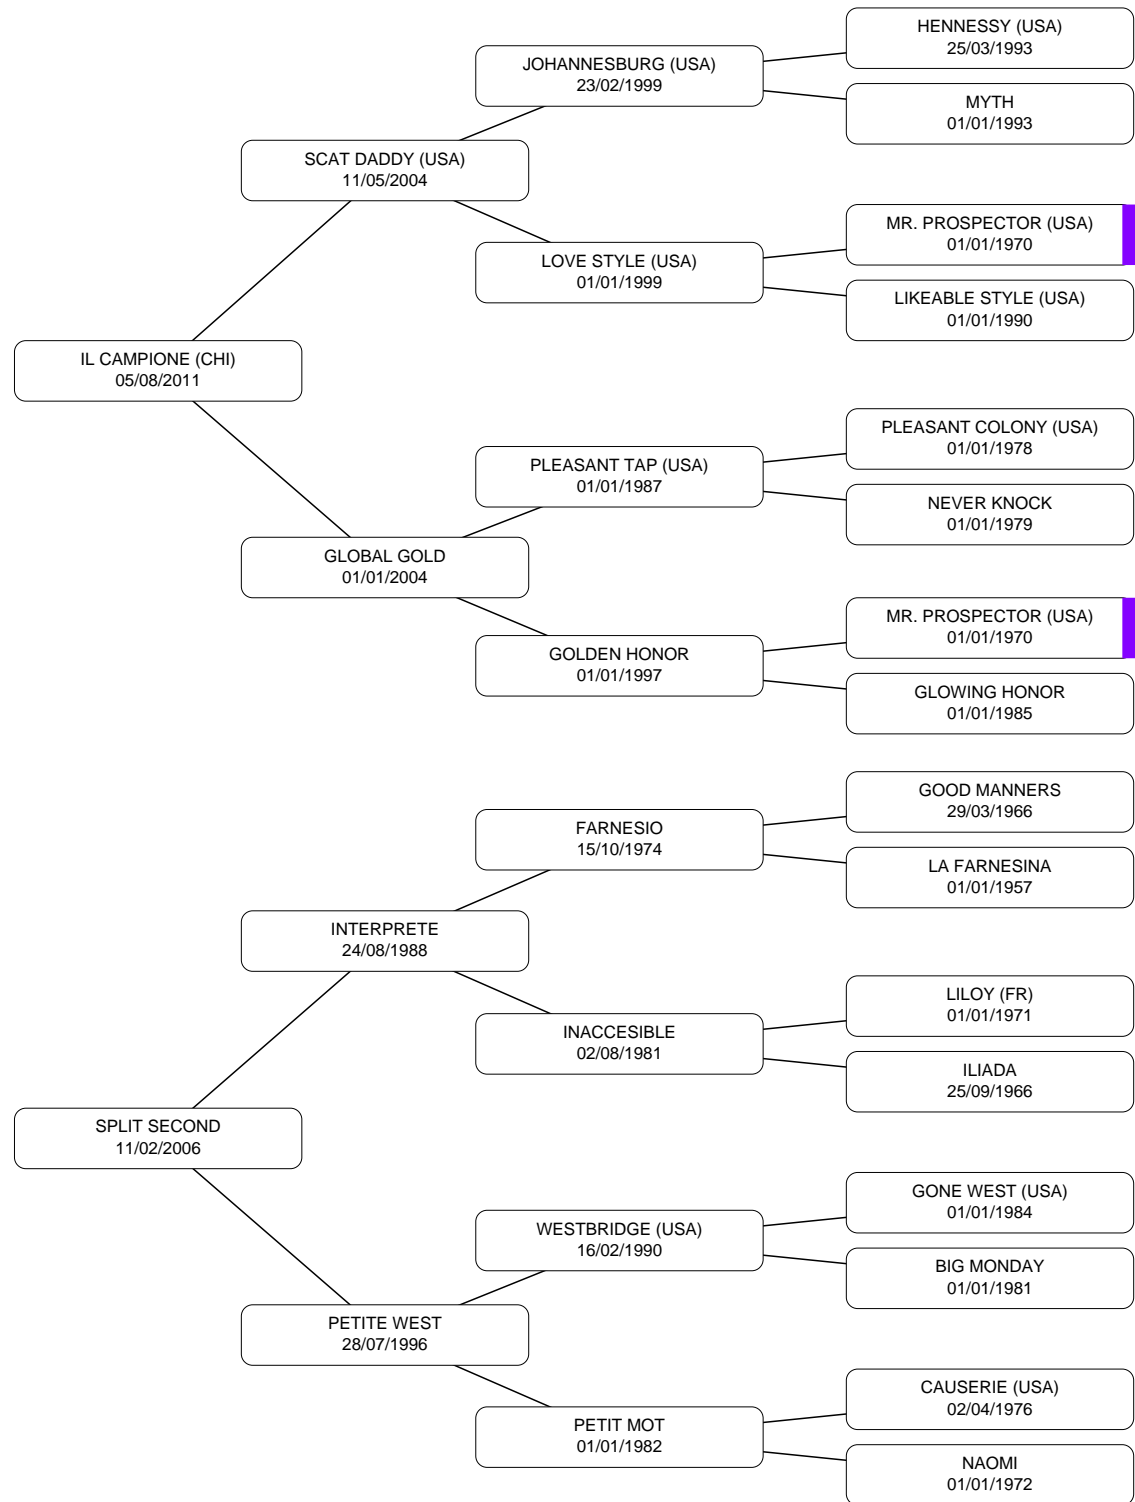 HENNESSY (USA)
25/03/1993
JOHANNESBURG (USA)
23/02/1999
MYTH
01/01/1993
SCAT DADDY (USA)
11/05/2004
MR. PROSPECTOR (USA)
01/01/1970
LOVE STYLE (USA)
01/01/1999
LIKEABLE STYLE (USA)
01/01/1990
IL CAMPIONE (CHI)
05/08/2011
PLEASANT COLONY (USA)
01/01/1978
PLEASANT TAP (USA)
01/01/1987
NEVER KNOCK
01/01/1979
GLOBAL GOLD
01/01/2004
MR. PROSPECTOR (USA)
01/01/1970
GOLDEN HONOR
01/01/1997
GLOWING HONOR
01/01/1985
GOOD MANNERS
29/03/1966
FARNESIO
15/10/1974
LA FARNESINA
01/01/1957
INTERPRETE
24/08/1988
LILOY (FR)
01/01/1971
INACCESIBLE
02/08/1981
ILIADA
25/09/1966
SPLIT SECOND
11/02/2006
GONE WEST (USA)
01/01/1984
WESTBRIDGE (USA)
16/02/1990
BIG MONDAY
01/01/1981
PETITE WEST
28/07/1996
CAUSERIE (USA)
02/04/1976
PETIT MOT
01/01/1982
NAOMI
01/01/1972